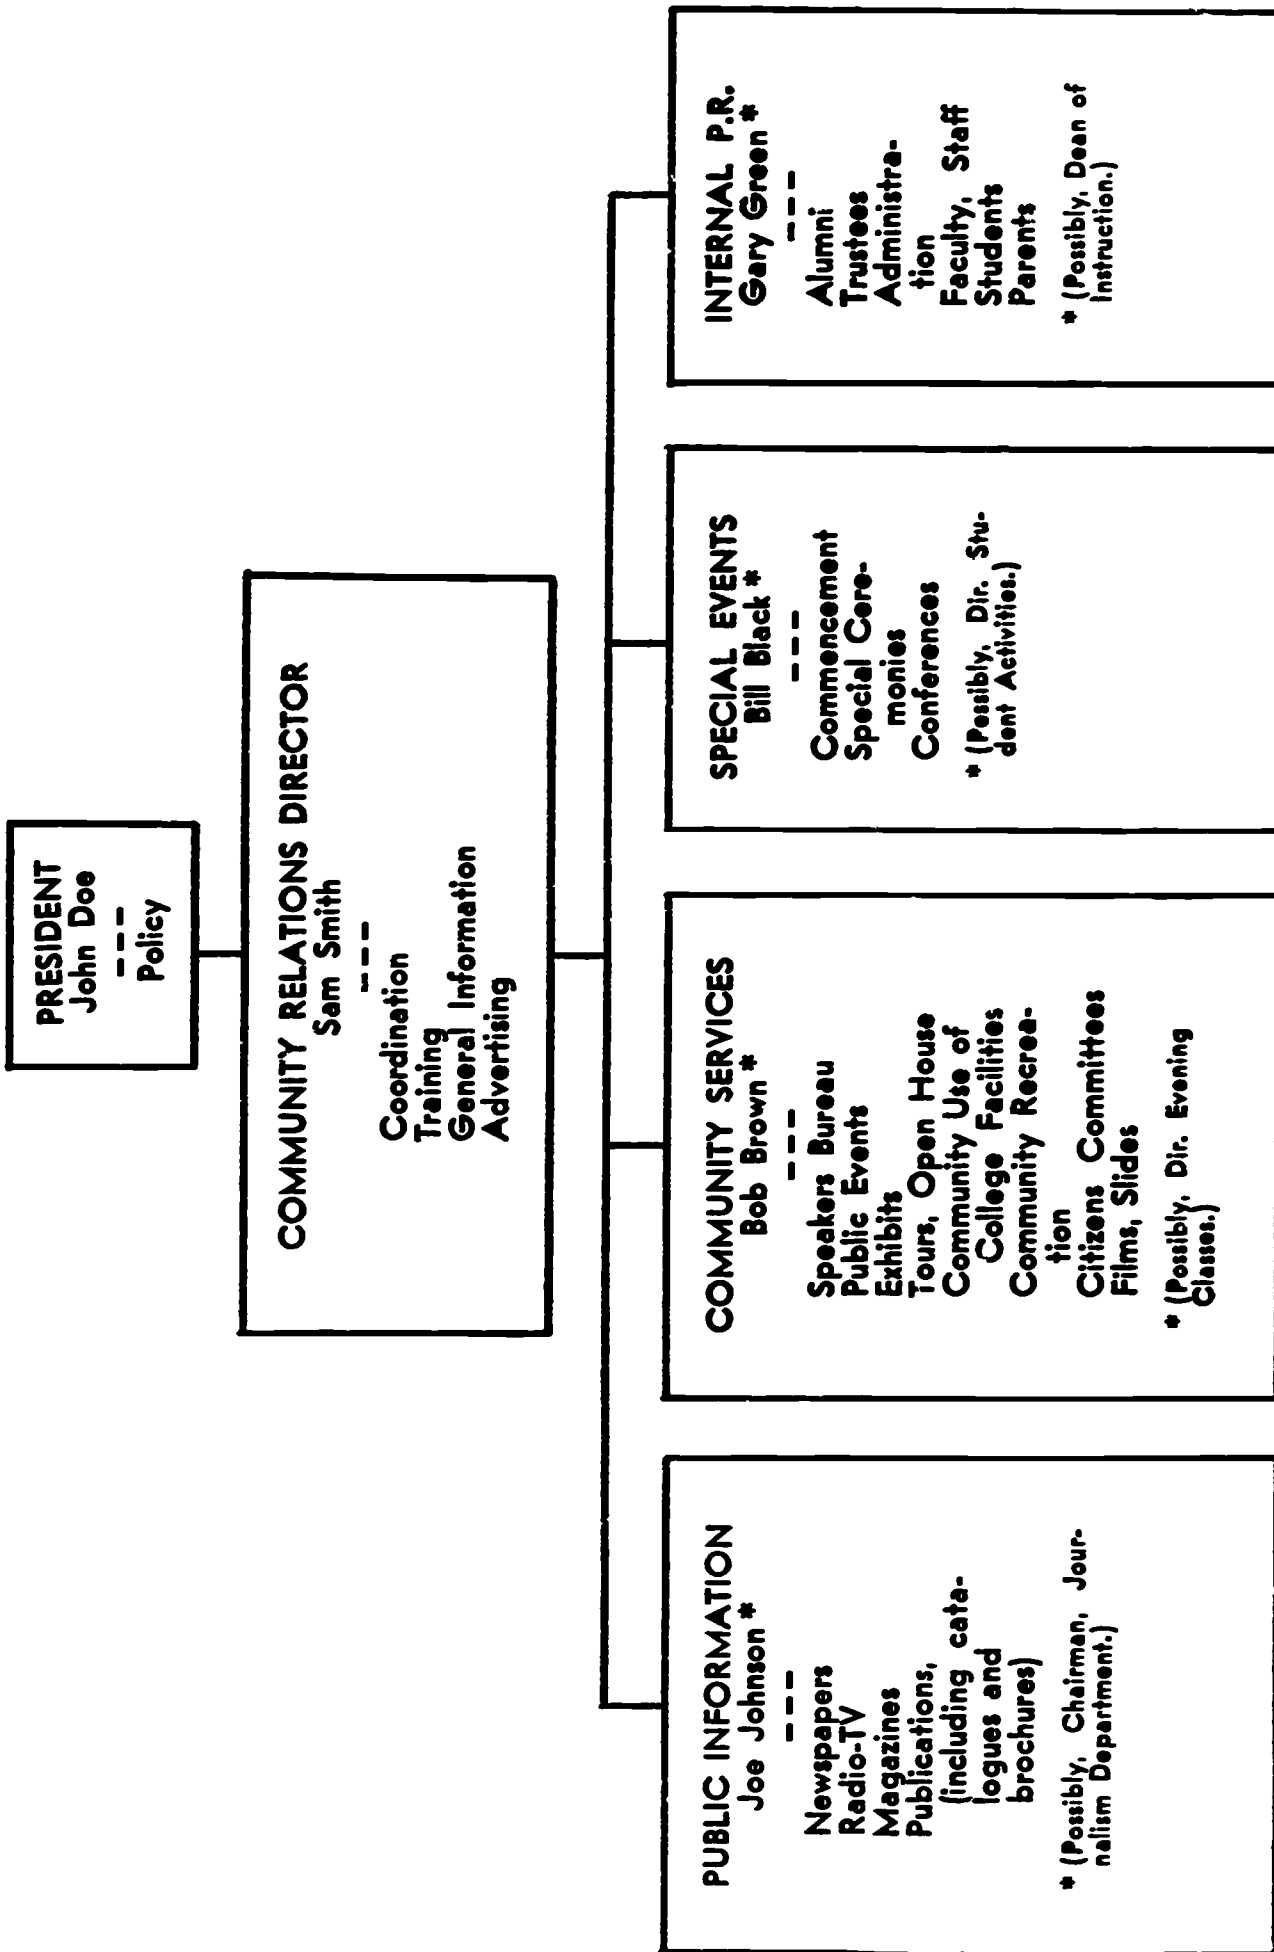 PRESIDENT
John Doe
---
Policy
COMMUNITY RELATIONS DIRECTOR
Sam Smith
---
Coordination
Training
General Information
Advertising
PUBLIC INFORMATION
Joe Johnson *
---
Newspapers
Radio-TV
Magazines
Publications,
(including cata-
logues and
brochures)
* (Possibly, Chairman, Jour-
nalism Department.)
COMMUNITY SERVICES
Bob Brown *
---
Speakers Bureau
Public Events
Exhibits
Tours, Open House
Community Use of
College Facilities
Community Recrea-
tion
Citizens Committees
Films, Slides
* (Possibly, Dir. Evening
Classes.)
SPECIAL EVENTS
Bill Black *
---
Commencement
Special Cere-
monies
Conferences
* (Possibly, Dir. Stu-
dent Activities.)
INTERNAL P.R.
Gary Green *
---
Alumni
Trustees
Administra-
tion
Faculty, Staff
Students
Parents
* (Possibly, Dean of
Instruction.)